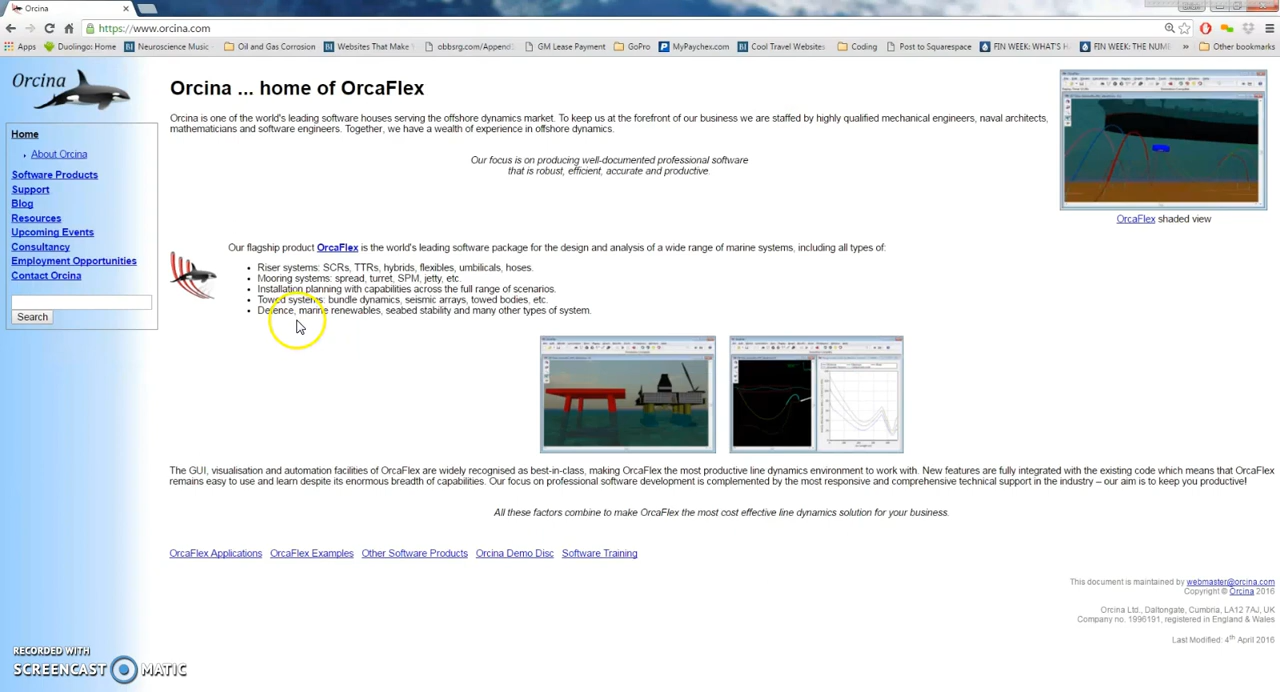 Orcina
https://www.orcina.com
Apps Duolingo: Home Neuroscience Music Oil and Gas Corrosion Websites That Make obbsrg.com/Append GM Lease Payment GoPro MyPaychex.com Cool Travel Websites Coding Post to Squarespace FIN WEEK: WHAT'S H FIN WEEK: THE NUM » Other bookmarks
Orcina
Home
About Orcina
Software Products
Support
Blog
Resources
Upcoming Events
Consultancy
Employment Opportunities
Contact Orcina
Search
Orcina ... home of OrcaFlex
Orcina is one of the world's leading software houses serving the offshore dynamics market. To keep us at the forefront of our business we are staffed by highly qualified mechanical engineers, naval architects,
mathematicians and software engineers. Together, we have a wealth of experience in offshore dynamics.
Our focus is on producing well-documented professional software
that is robust, efficient, accurate and productive.
OrcaFlex shaded view
Our flagship product OrcaFlex is the world's leading software package for the design and analysis of a wide range of marine systems, including all types of:
• Riser systems: SCRs, TTRs, hybrids, flexibles, umbilicals, hoses.
• Mooring systems: spread, turret, SPM, jetty, etc.
• Installation planning with capabilities across the full range of scenarios.
• Towed systems: bundle dynamics, seismic arrays, towed bodies, etc.
• Defence, marine renewables, seabed stability and many other types of system.
The GUI, visualisation and automation facilities of OrcaFlex are widely recognised as best-in-class, making OrcaFlex the most productive line dynamics environment to work with. New features are fully integrated with the existing code which means that OrcaFlex
remains easy to use and learn despite its enormous breadth of capabilities. Our focus on professional software development is complemented by the most responsive and comprehensive technical support in the industry – our aim is to keep you productive!
All these factors combine to make OrcaFlex the most cost effective line dynamics solution for your business.
OrcaFlex Applications OrcaFlex Examples Other Software Products Orcina Demo Disc Software Training
This document is maintained by webmaster@orcina.com
Copyright © Orcina 2016
Orcina Ltd., Daltongate, Cumbria, LA12 7AJ, UK
Company no. 1996191, registered in England & Wales
Last Modified: 4th April 2016
RECORDED WITH
SCREENCAST MATIC